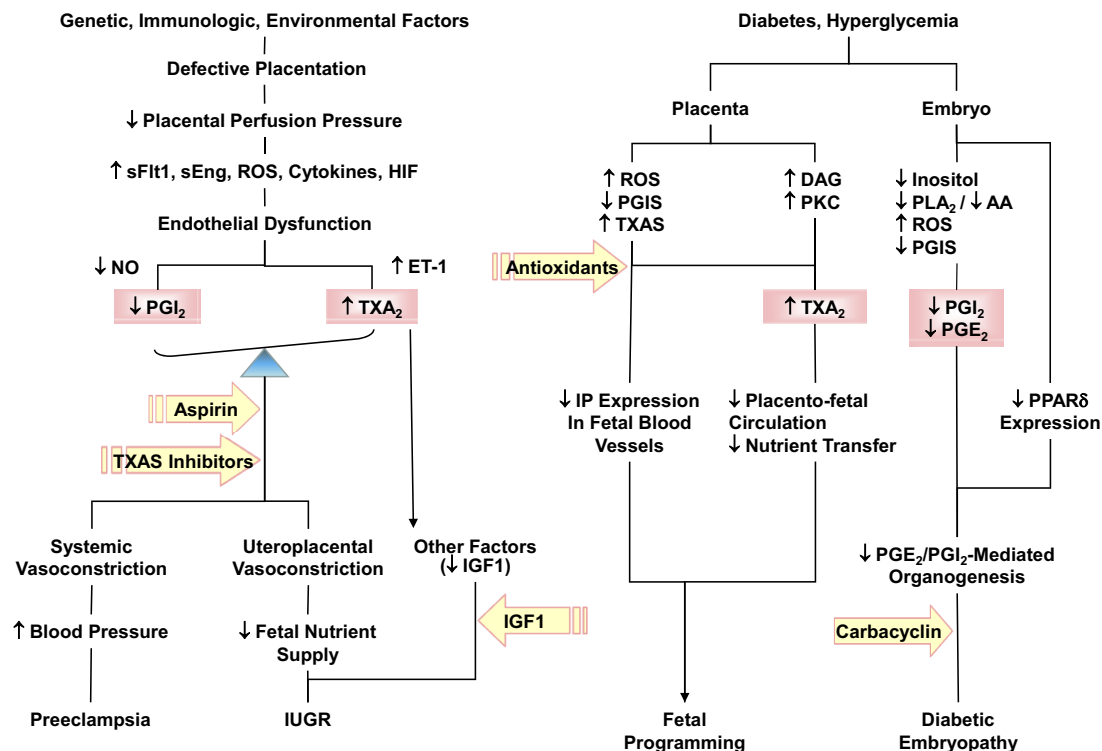 Genetic, Immunologic, Environmental Factors
Defective Placentation
↓ Placental Perfusion Pressure
↑ sFlt1, sEng, ROS, Cytokines, HIF
Endothelial Dysfunction
↓ NO
↑ ET-1
↓ PGI₂
↑ TXA₂
Aspirin
TXAS Inhibitors
Systemic
Vasoconstriction
Uteroplacental
Vasoconstriction
Other Factors
(↓ IGF1)
↑ Blood Pressure
↓ Fetal Nutrient
Supply
IGF1
Preeclampsia
IUGR
Diabetes, Hyperglycemia
Placenta
Embryo
↑ ROS
↓ PGIS
↑ TXAS
↑ DAG
↑ PKC
↓ Inositol
↓ PLA₂ / ↓ AA
↑ ROS
↓ PGIS
Antioxidants
↑ TXA₂
↓ PGI₂
↓ PGE₂
↓ IP Expression
In Fetal Blood
Vessels
↓ Placento-fetal
Circulation
↓ Nutrient Transfer
↓ PPARδ
Expression
↓ PGE₂/PGI₂-Mediated
Organogenesis
Carbacyclin
Fetal
Programming
Diabetic
Embryopathy